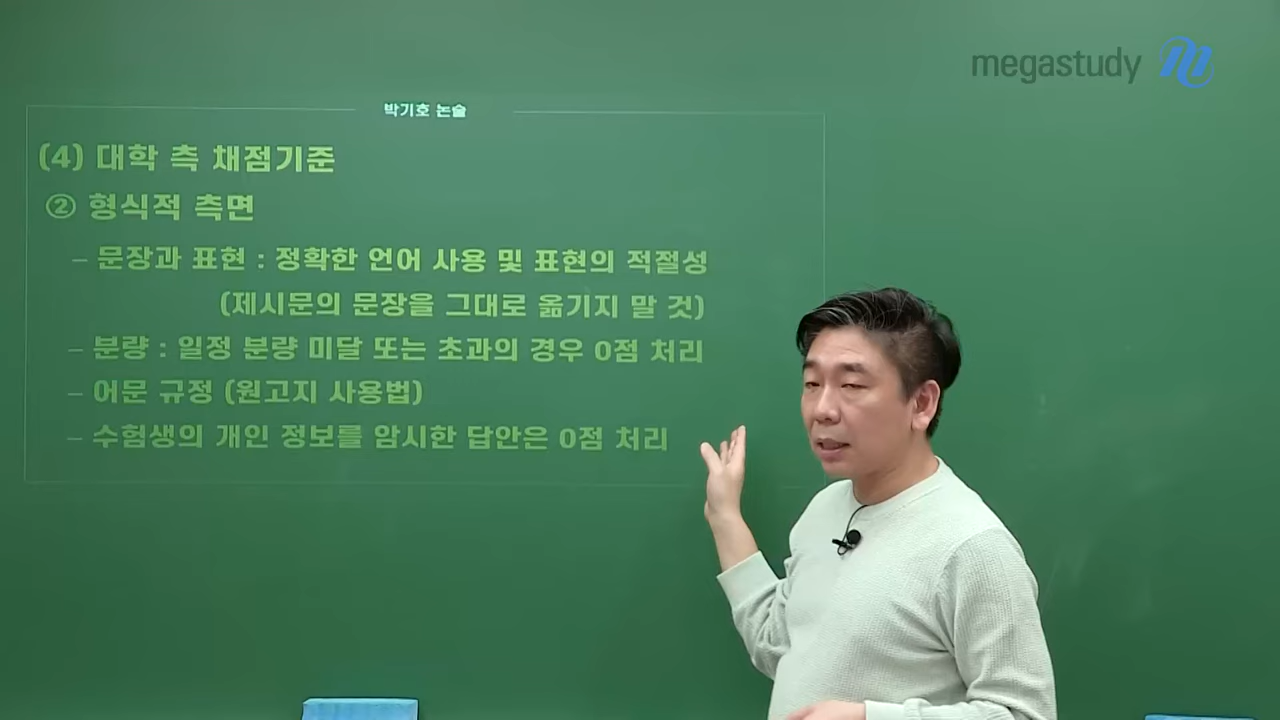 megastudy
박기호 논술
(4) 대학 측 채점기준
② 형식적 측면
– 문장과 표현 : 정확한 언어 사용 및 표현의 적절성
(제시문의 문장을 그대로 옮기지 말 것)
– 분량 : 일정 분량 미달 또는 초과의 경우 0점 처리
– 어문 규정 (원고지 사용법)
– 수험생의 개인 정보를 암시한 답안은 0점 처리